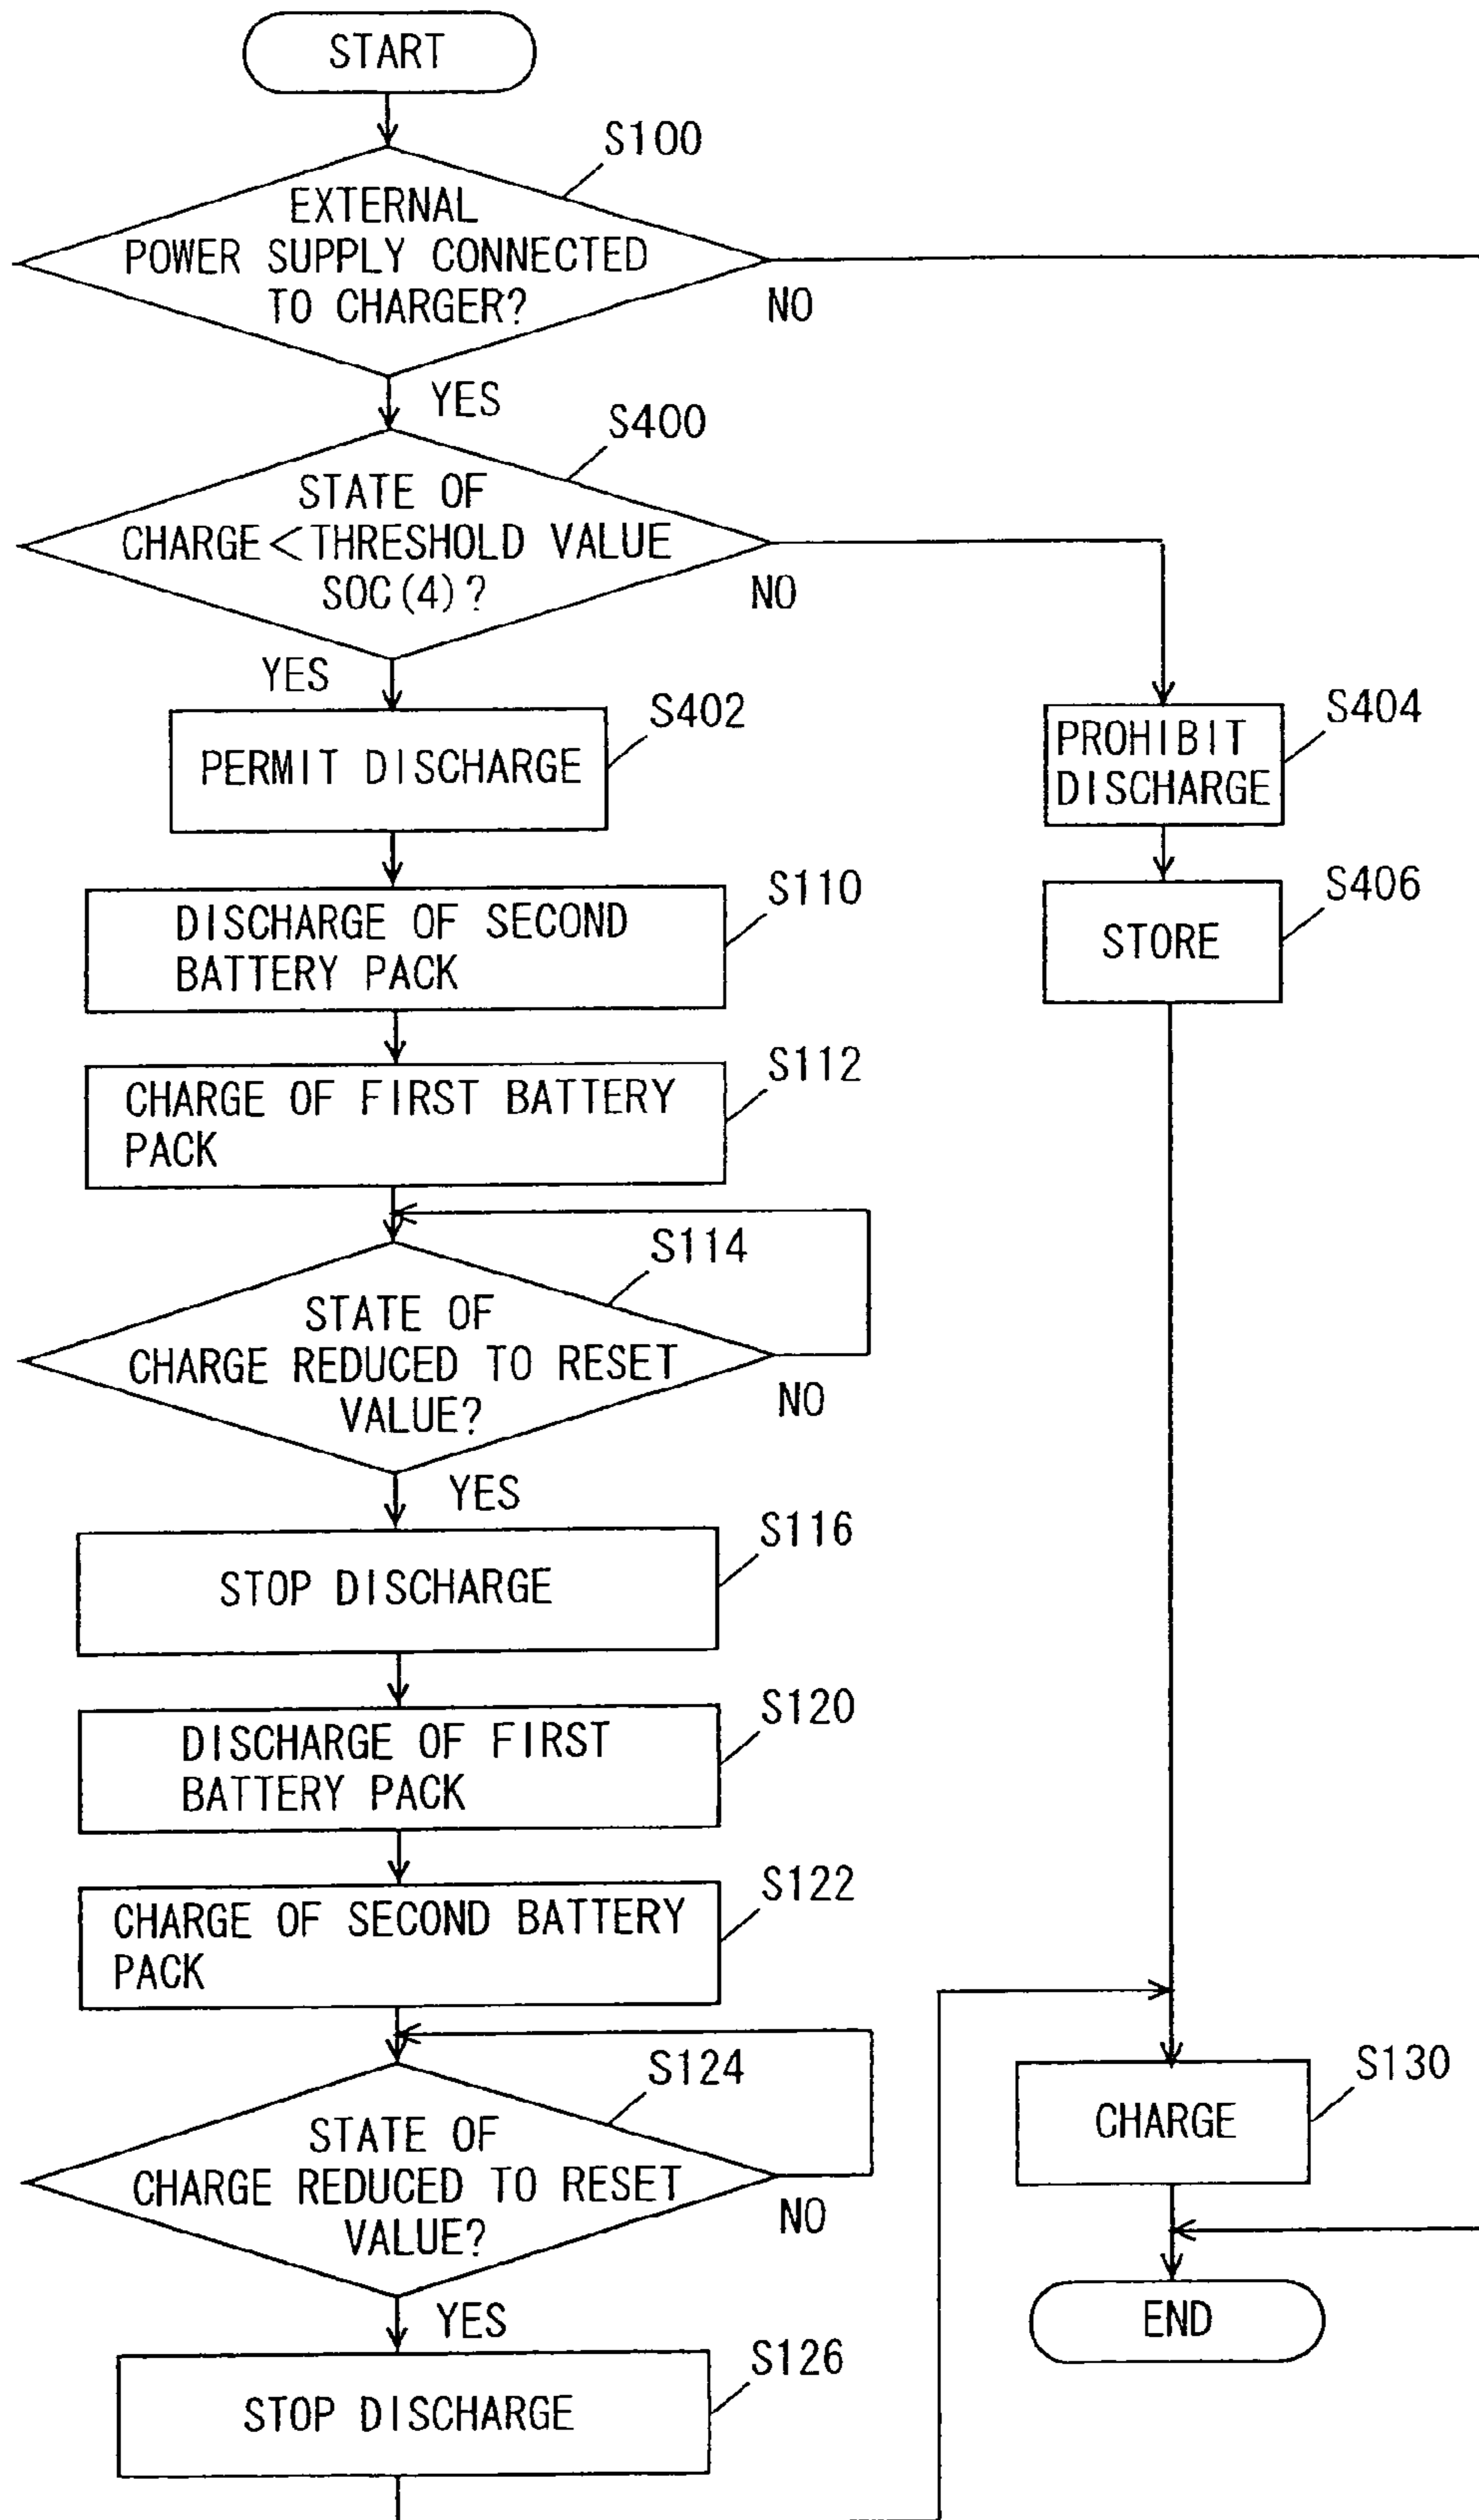 START
S100
EXTERNAL
POWER SUPPLY CONNECTED
TO CHARGER?
NO
YES
S400
STATE OF
CHARGE<THRESHOLD VALUE
SOC(4)?
NO
YES
S402
PERMIT DISCHARGE
S404
PROHIBIT
DISCHARGE
S110
DISCHARGE OF SECOND
BATTERY PACK
S406
STORE
S112
CHARGE OF FIRST BATTERY
PACK
S114
STATE OF
CHARGE REDUCED TO RESET
VALUE?
NO
YES
S116
STOP DISCHARGE
S120
DISCHARGE OF FIRST
BATTERY PACK
S122
CHARGE OF SECOND BATTERY
PACK
S124
STATE OF
CHARGE REDUCED TO RESET
VALUE?
NO
YES
S130
CHARGE
END
S126
STOP DISCHARGE